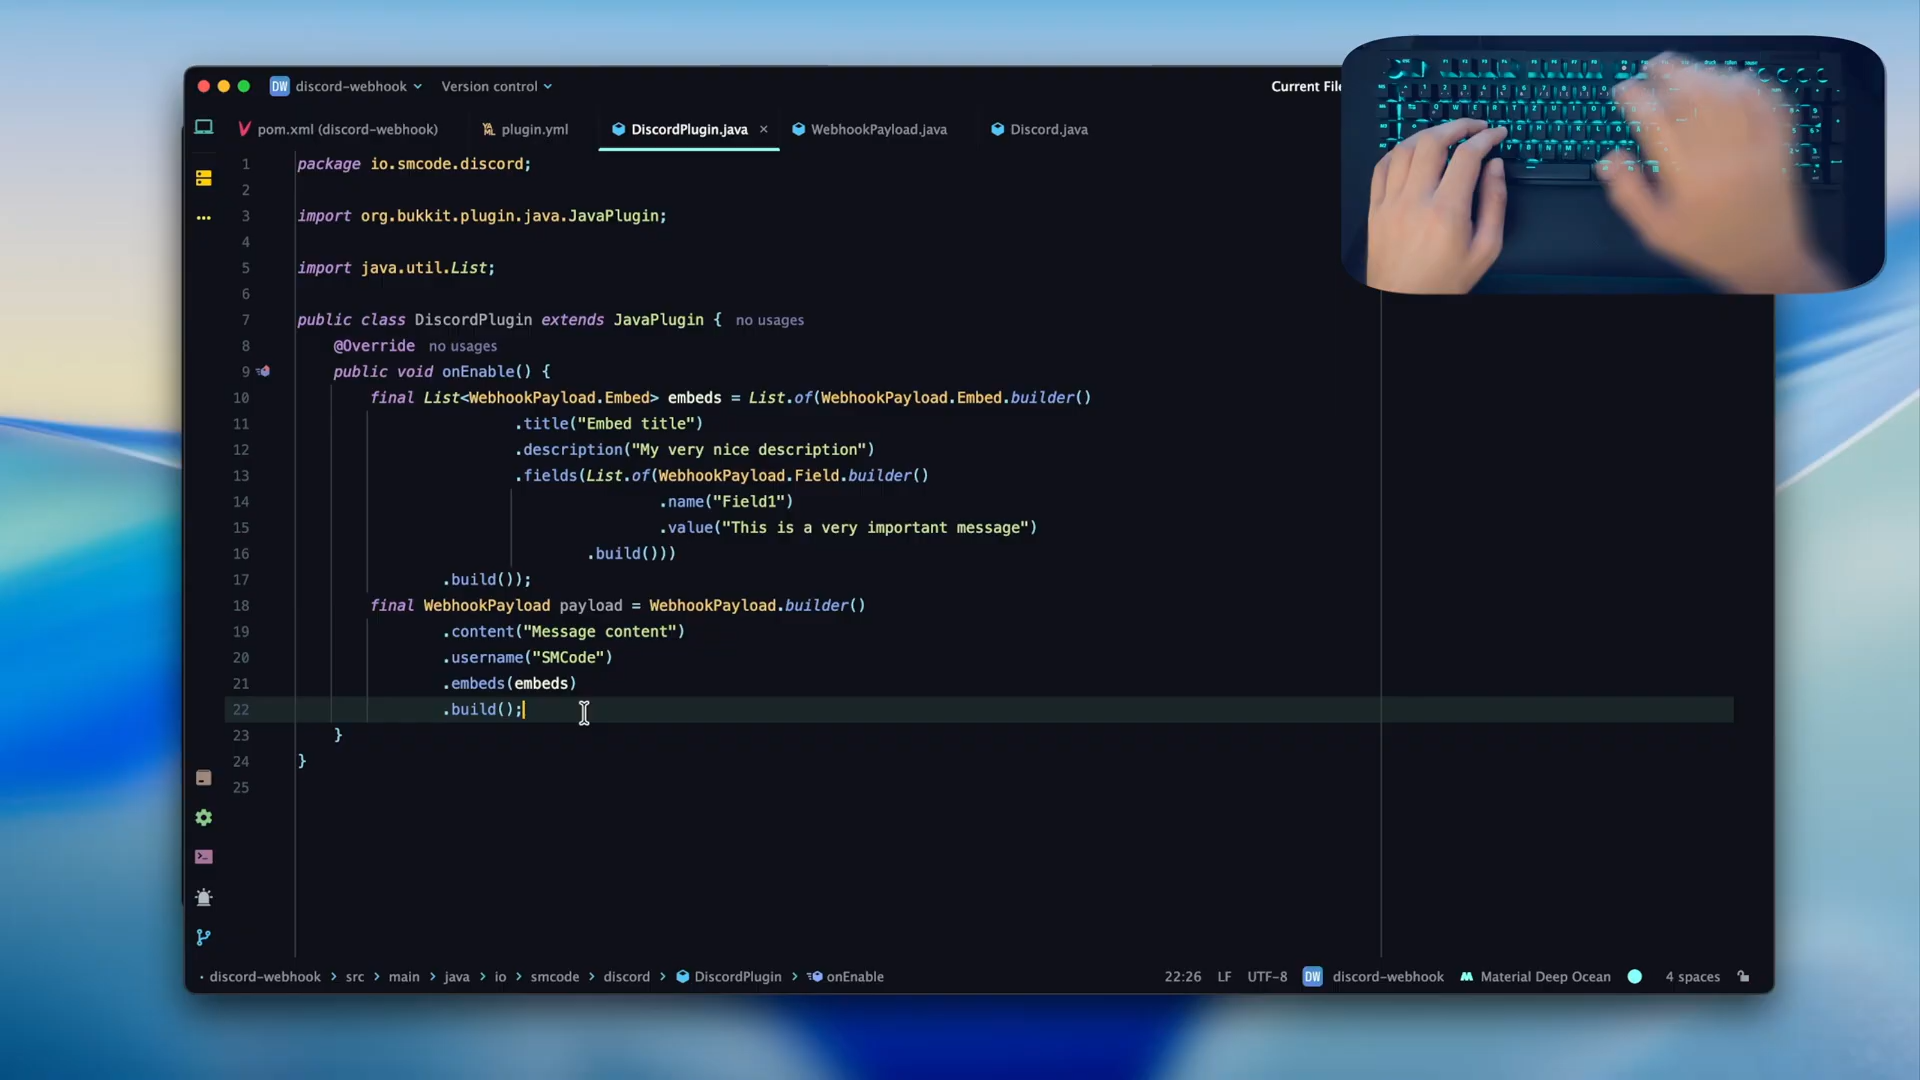 DW discord-webhook Version control Current File
pom.xml (discord-webhook) plugin.yml DiscordPlugin.java WebhookPayload.java Discord.java
1 package io.smcode.discord;
2
3 import org.bukkit.plugin.java.JavaPlugin;
4
5 import java.util.List;
6
7 public class DiscordPlugin extends JavaPlugin { no usages
8 @Override no usages
9 public void onEnable() {
10 final List<WebhookPayload.Embed> embeds = List.of(WebhookPayload.Embed.builder()
11 .title("Embed title")
12 .description("My very nice description")
13 .fields(List.of(WebhookPayload.Field.builder()
14 .name("Field1")
15 .value("This is a very important message")
16 .build()))
17 .build());
18 final WebhookPayload payload = WebhookPayload.builder()
19 .content("Message content")
20 .username("SMCode")
21 .embeds(embeds)
22 .build();
23 }
24 }
25
discord-webhook > src > main > java > io > smcode > discord > DiscordPlugin > onEnable 22:26 LF UTF-8 DW discord-webhook Material Deep Ocean 4 spaces